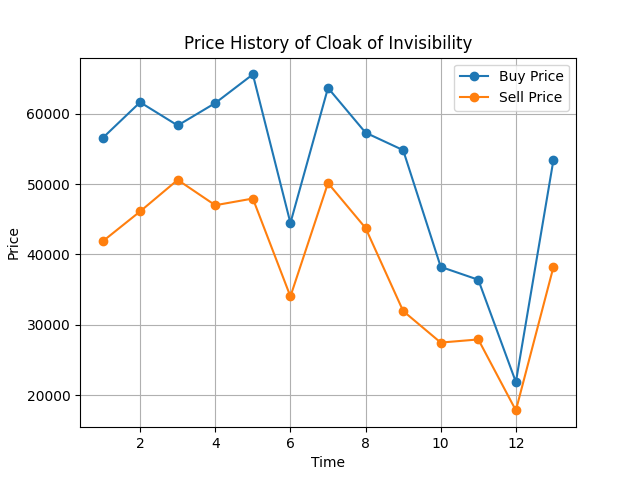 Price History of Cloak of Invisibility
Buy Price
Sell Price
60000
50000
40000
30000
20000
Price
2 4 6 8 10 12
Time